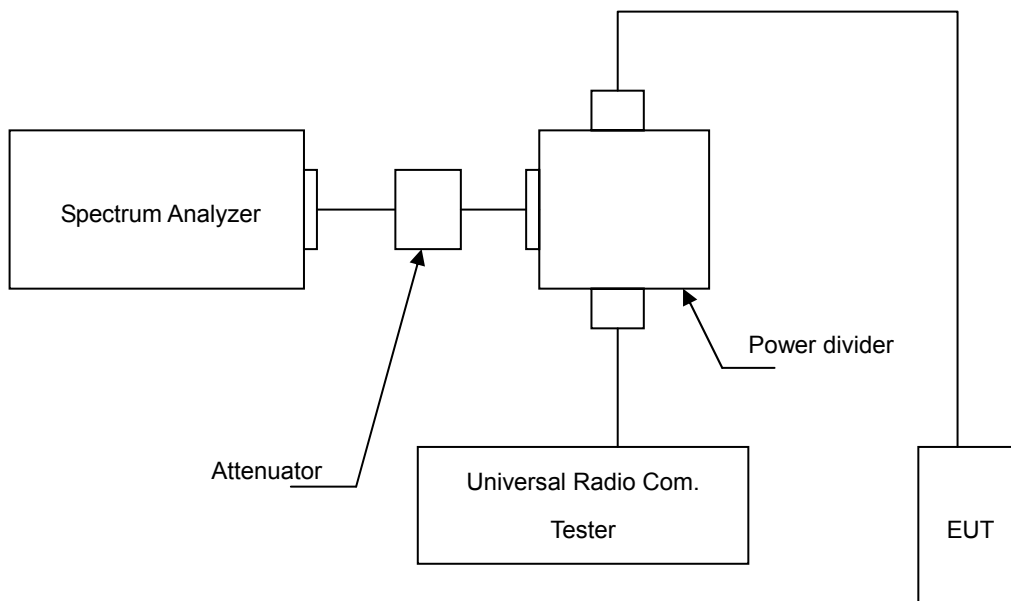 Spectrum Analyzer
Power divider
Attenuator
Universal Radio Com.
Tester
EUT